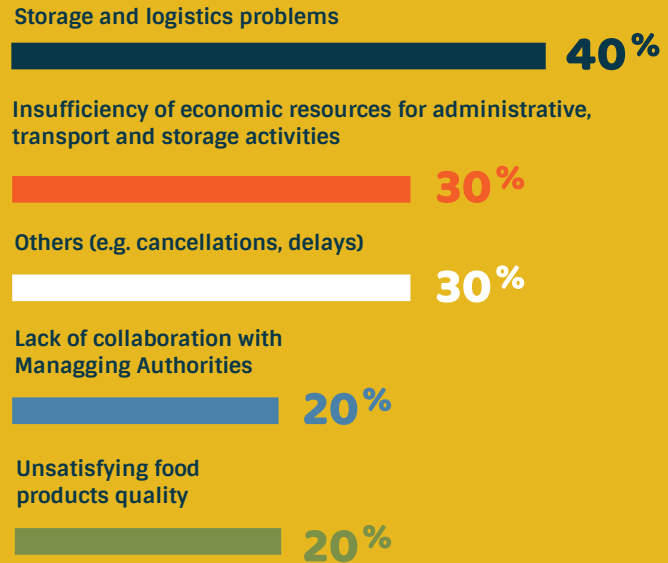 Storage and logistics problems
40%
Insufficiency of economic resources for administrative,
transport and storage activities
30%
Others (e.g. cancellations, delays)
30%
Lack of collaboration with
Managging Authorities
20%
Unsatisfying food
products quality
20%